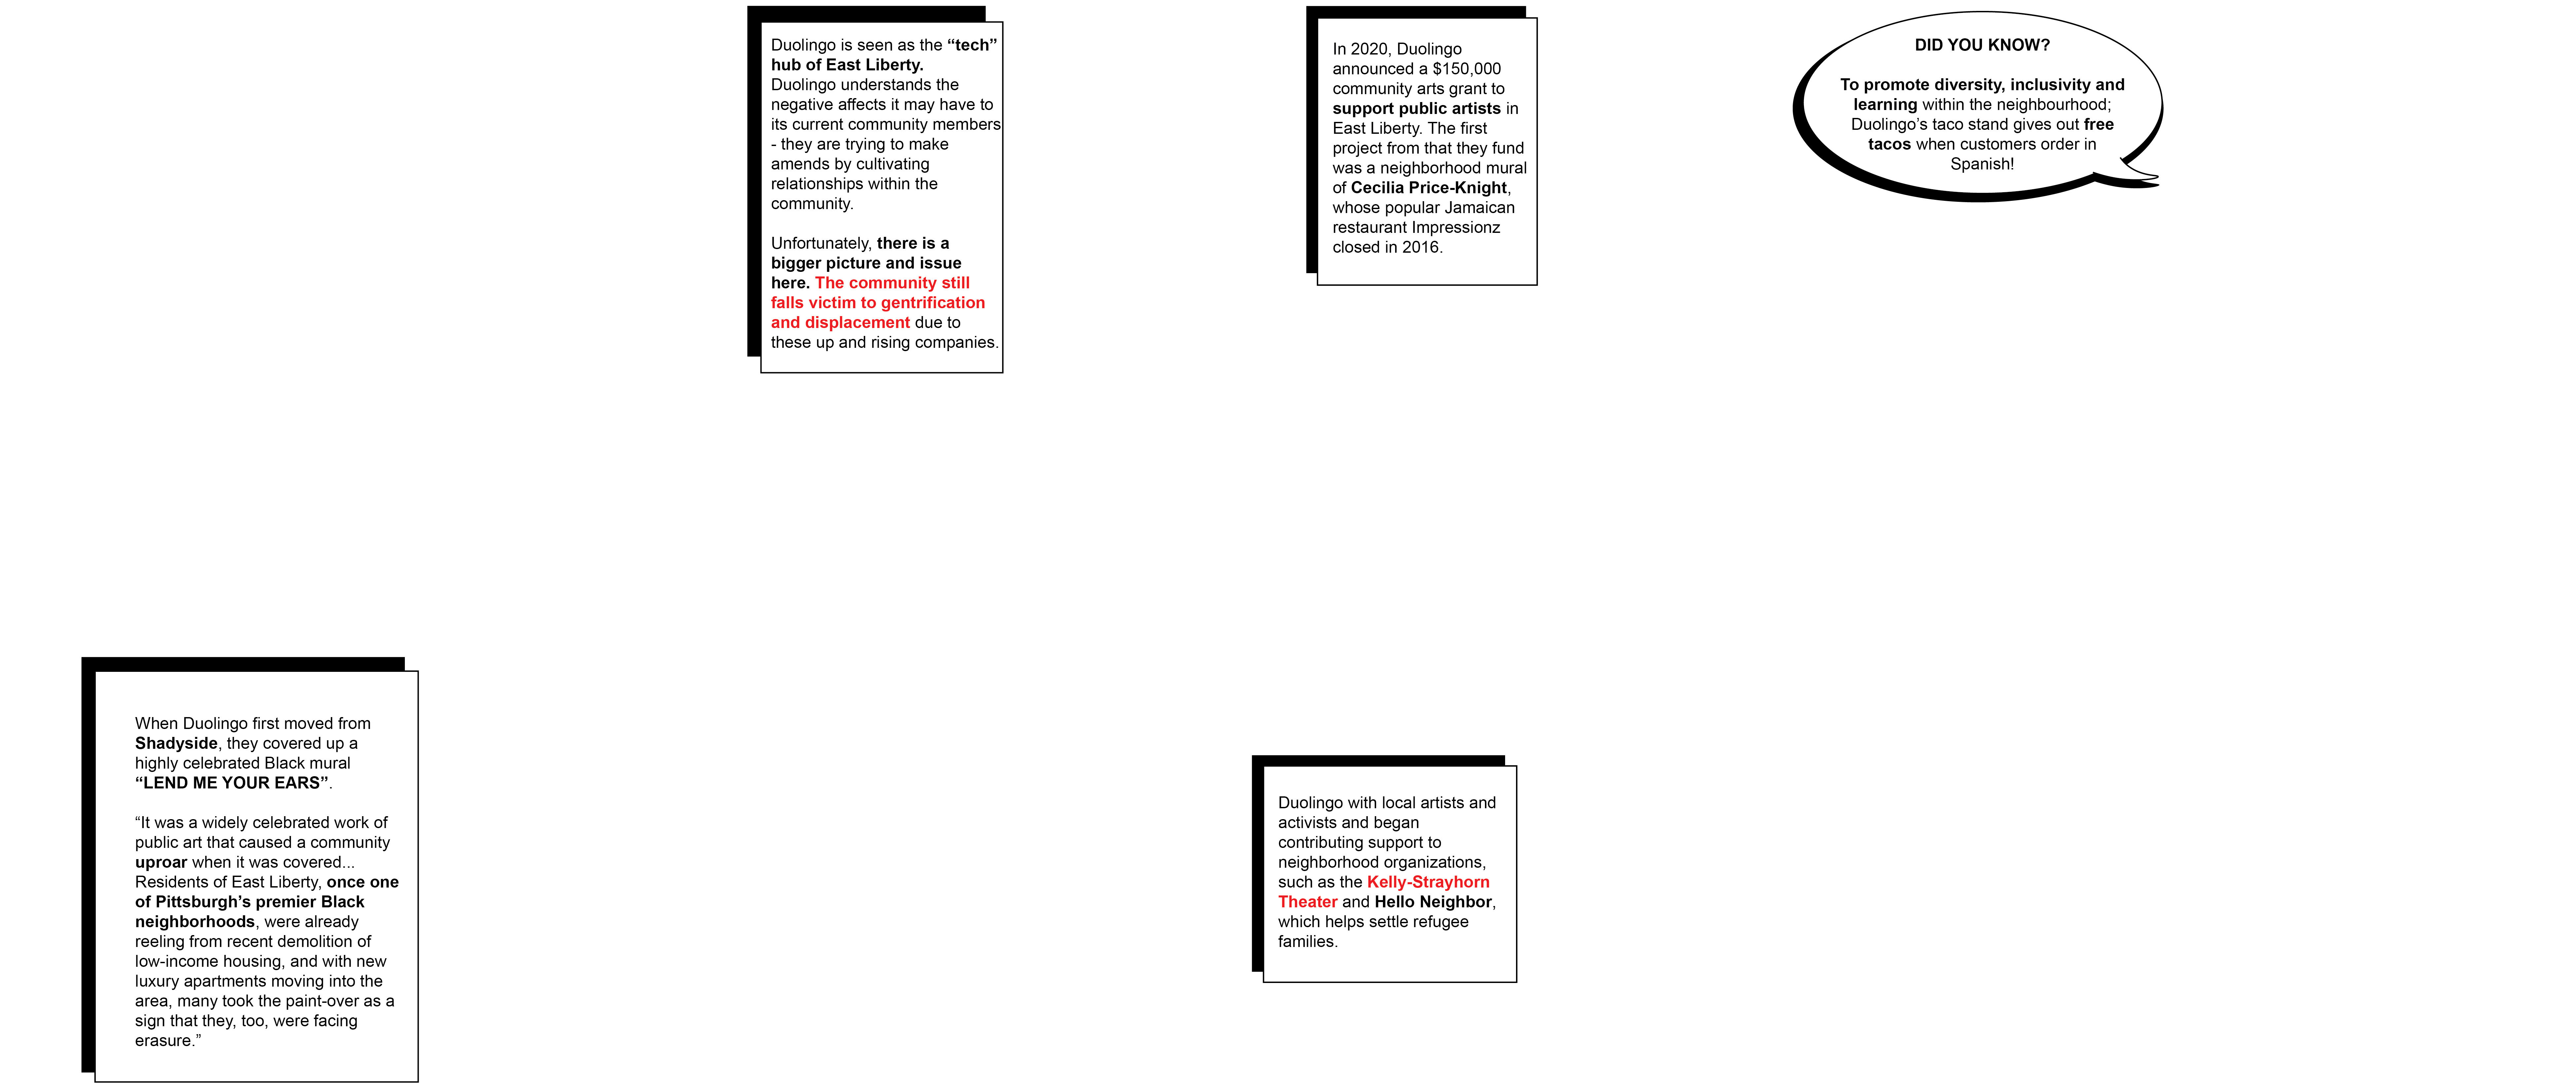 Duolingo is seen as the “tech”
hub of East Liberty.
Duolingo understands the
negative affects it may have to
its current community members
- they are trying to make
amends by cultivating
relationships within the
community.
Unfortunately, there is a
bigger picture and issue
here. The community still
falls victim to gentrification
and displacement due to
these up and rising companies.
In 2020, Duolingo
announced a $150,000
community arts grant to
support public artists in
East Liberty. The first
project from that they fund
was a neighborhood mural
of Cecilia Price-Knight,
whose popular Jamaican
restaurant Impressionz
closed in 2016.
DID YOU KNOW?
To promote diversity, inclusivity and
learning within the neighbourhood;
Duolingo’s taco stand gives out free
tacos when customers order in
Spanish!
When Duolingo first moved from
Shadyside, they covered up a
highly celebrated Black mural
“LEND ME YOUR EARS”.
“It was a widely celebrated work of
public art that caused a community
uproar when it was covered...
Residents of East Liberty, once one
of Pittsburgh’s premier Black
neighborhoods, were already
reeling from recent demolition of
low-income housing, and with new
luxury apartments moving into the
area, many took the paint-over as a
sign that they, too, were facing
erasure.”
Duolingo with local artists and
activists and began
contributing support to
neighborhood organizations,
such as the Kelly-Strayhorn
Theater and Hello Neighbor,
which helps settle refugee
families.